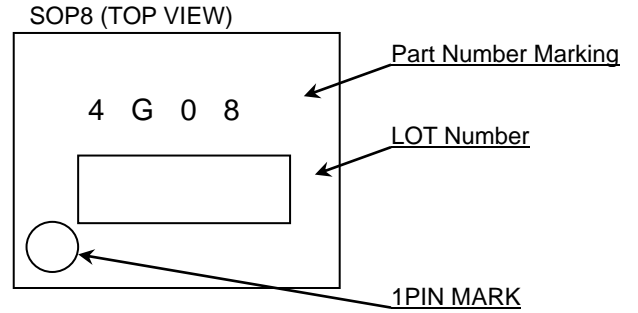 SOP8 (TOP VIEW)
Part Number Marking
4 G 0 8
LOT Number
1PIN MARK